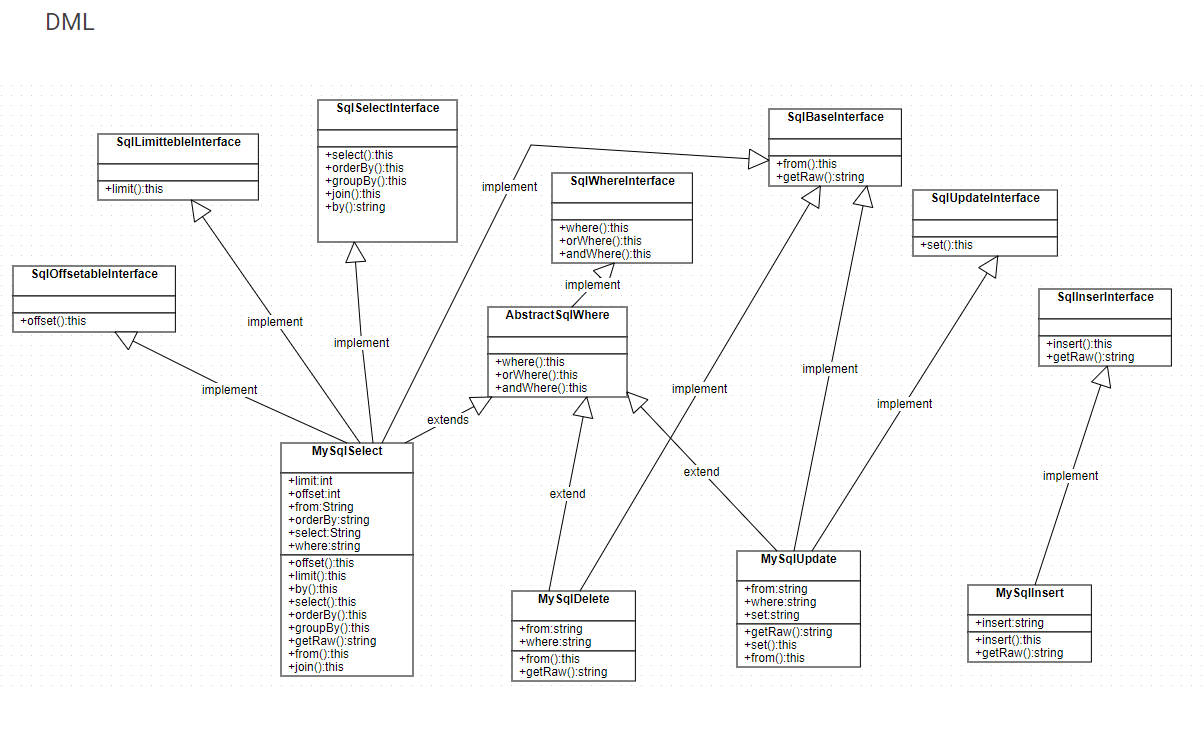 DML
SqlLimittebleInterface
+limit():this
SqlSelectInterface
+select():this
+orderBy():this
+groupBy():this
+join():this
+by():string
SqlBaseInterface
+from():this
+getRaw():string
SqlWhereInterface
+where():this
+orWhere():this
+andWhere():this
SqlUpdateInterface
+set():this
SqlOffsetableInterface
+offset():this
SqlInserInterface
+insert():this
+getRaw():string
AbstractSqlWhere
+where():this
+orWhere():this
+andWhere():this
implement
implement
implement
implement
implement
implement
implement
implement
implement
extends
extend
extend
MySqlSelect
+limit:int
+offset:int
+from:String
+orderBy:string
+select:String
+where:string
+offset():this
+limit():this
+by():this
+select():this
+orderBy():this
+groupBy():this
+getRaw():string
+from():this
+join():this
MySqlDelete
+from:string
+where:string
+from():this
+getRaw():string
MySqlUpdate
+from:string
+where:string
+set:string
+getRaw():string
+set():this
+from():this
MySqlInsert
+insert:string
+insert():this
+getRaw():string